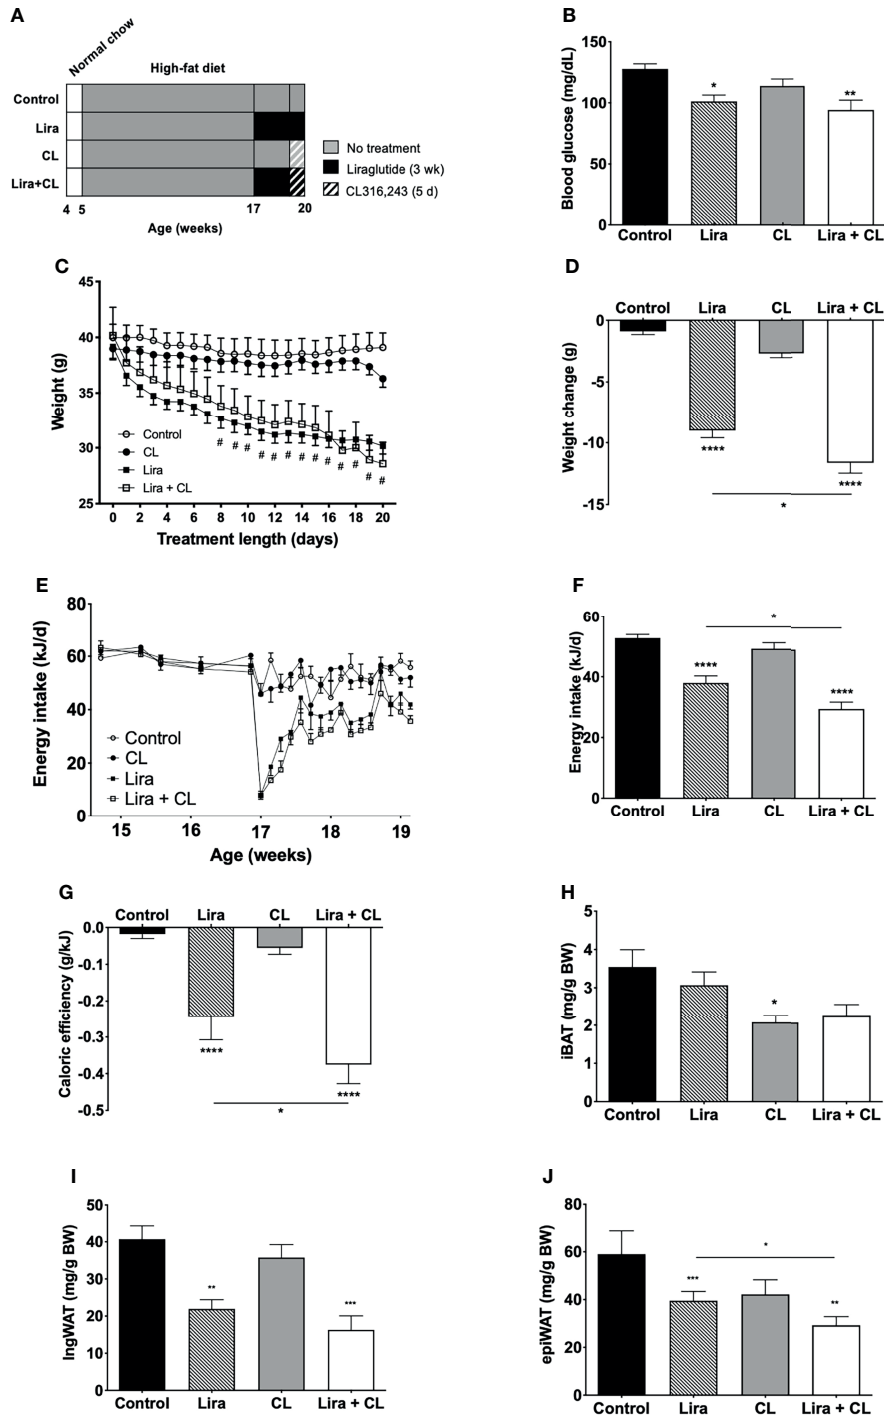 A
Normal chow
High-fat diet
Control
Lira
CL
Lira+CL
No treatment
Liraglutide (3 wk)
CL316,243 (5 d)
4 5 17 20
Age (weeks)
B
Blood glucose (mg/dL)
150
100
50
0
*
**
Control Lira CL Lira + CL
C
Weight (g)
45
40
35
30
25
Control
CL
Lira
Lira + CL
# # # # # # # # # # # # #
0 2 4 6 8 10 12 14 16 18 20
Treatment length (days)
D
Control Lira CL Lira + CL
Weight change (g)
0
-5
-10
-15
****
****
*
E
Energy intake (kJ/d)
80
60
40
20
0
Control
CL
Lira
Lira + CL
15 16 17 18 19
Age (weeks)
F
Energy intake (kJ/d)
60
40
20
0
*
****
****
Control Lira CL Lira + CL
G
Control Lira CL Lira + CL
Caloric efficiency (g/kJ)
0.0
-0.1
-0.2
-0.3
-0.4
-0.5
****
****
*
H
iBAT (mg/g BW)
5
4
3
2
1
0
*
Control Lira CL Lira + CL
I
IngWAT (mg/g BW)
50
40
30
20
10
0
**
***
Control Lira CL Lira + CL
J
epiWAT (mg/g BW)
80
60
40
20
0
*
***
**
Control Lira CL Lira + CL